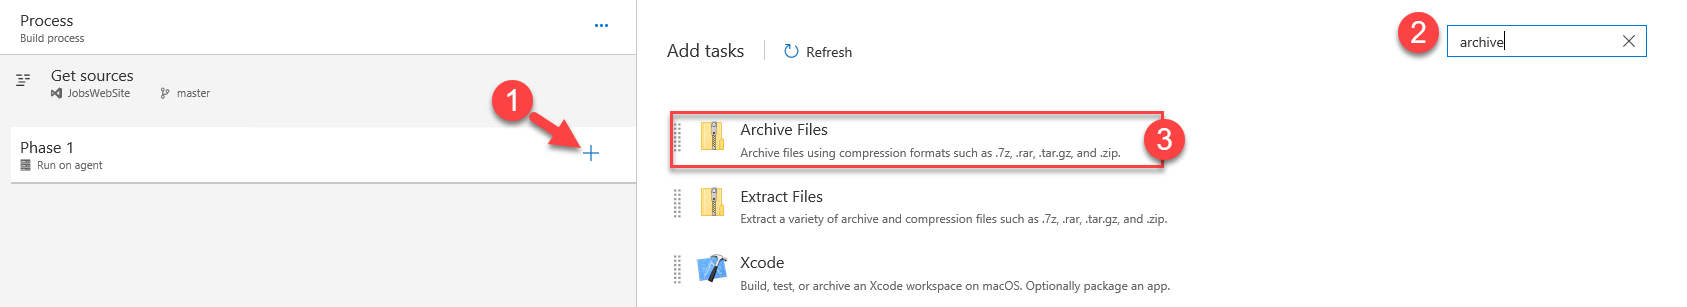 Process
Build process
...
Get sources
JobsWebSite master
Phase 1
Run on agent
1
Add tasks Refresh
2
archive
Archive Files
Archive files using compression formats such as .7z, .rar, .tar.gz, and .zip.
3
Extract Files
Extract a variety of archive and compression files such as .7z, .rar, .tar.gz, and .zip.
Xcode
Build, test, or archive an Xcode workspace on macOS. Optionally package an app.